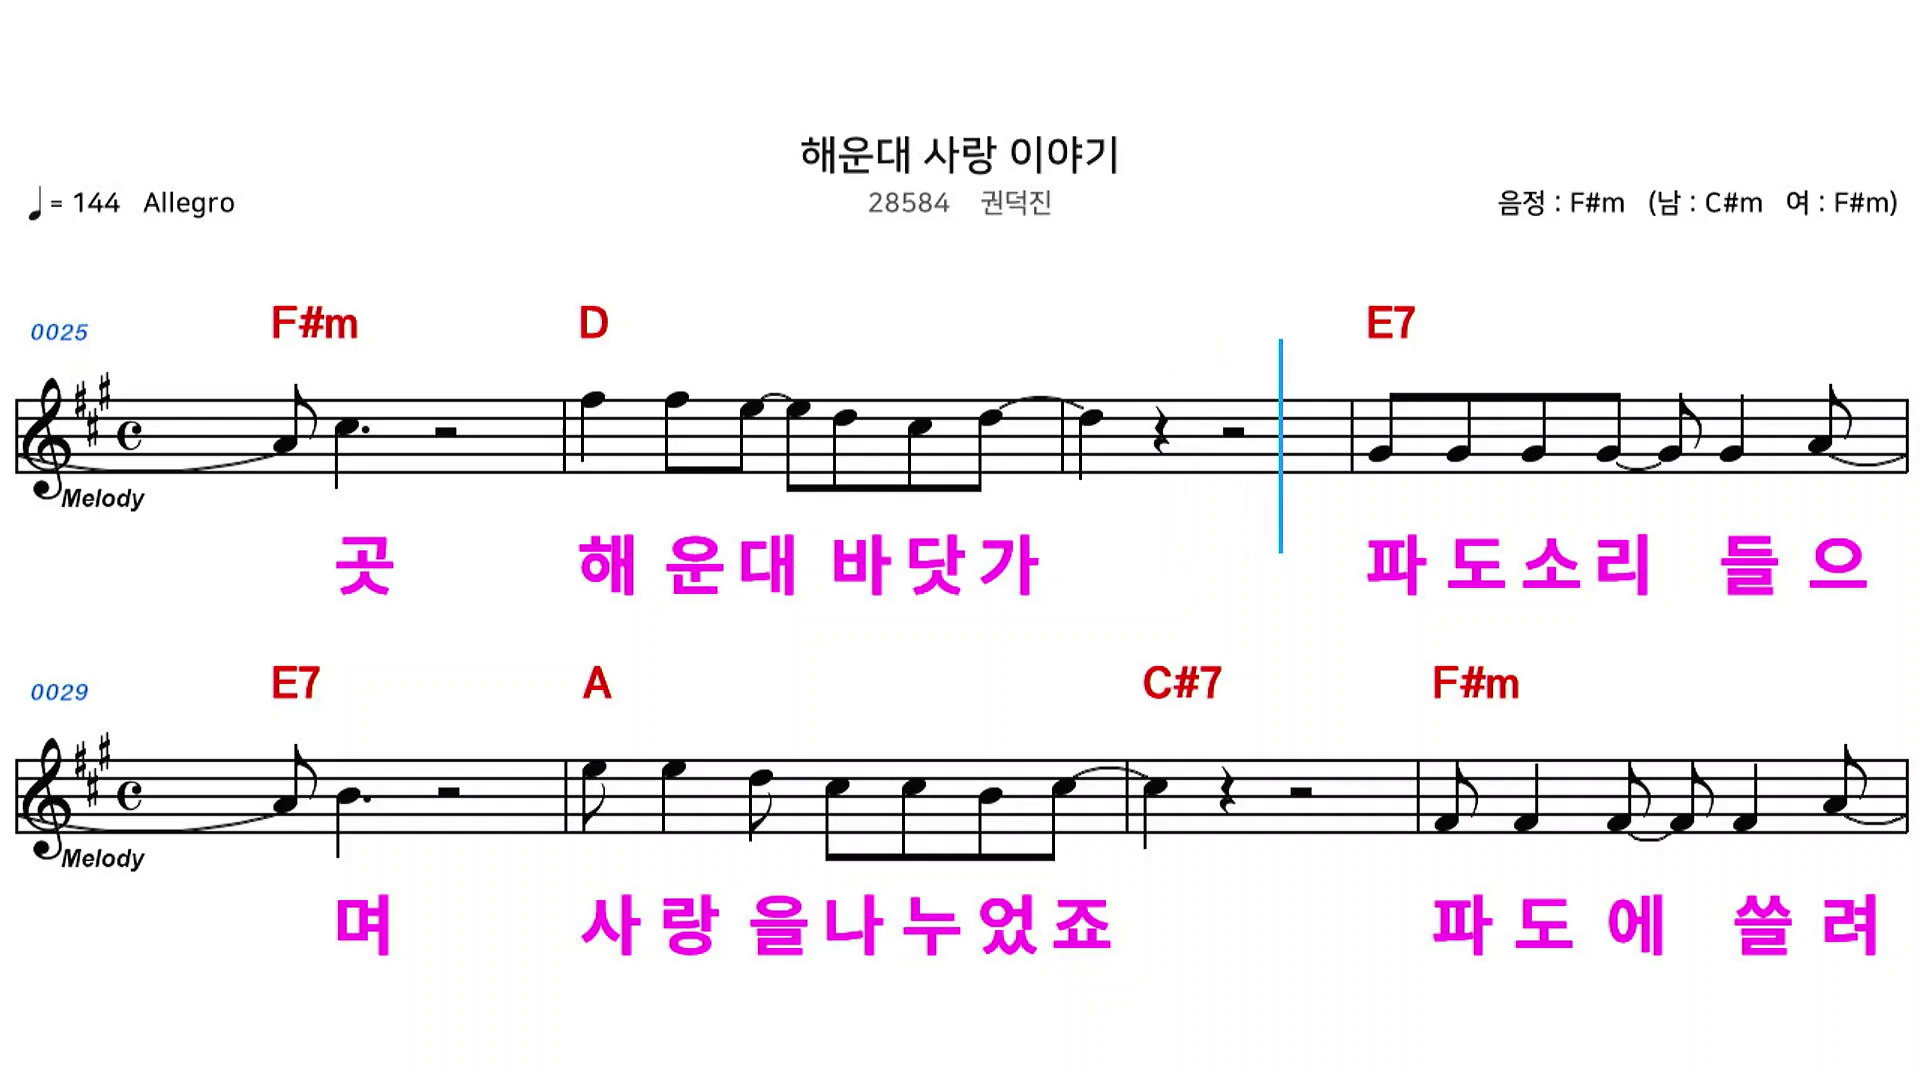 해운대 사랑 이야기
♩= 144 Allegro 28584 권덕진 음정 : F#m (남 : C#m 여 : F#m)
0025 F#m D E7
Melody
곳 해 운 대 바 닷 가 파 도 소 리 들 으
0029 E7 A C#7 F#m
Melody
며 사 랑 을 나 누 었 죠 파 도 에 쓸 려